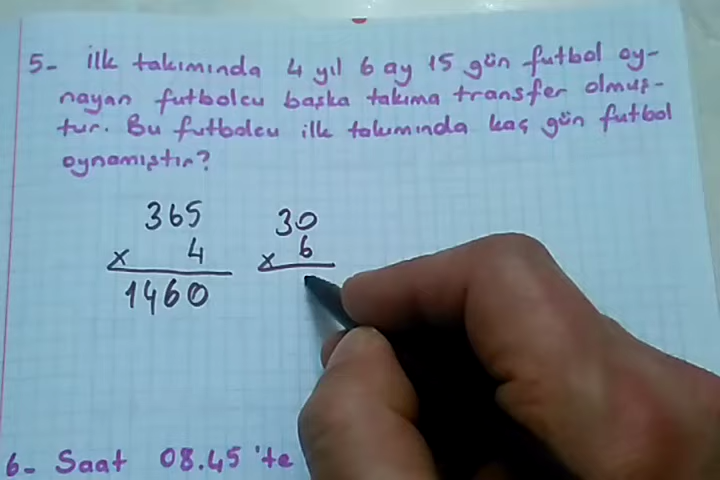 5- ilk takımında 4 yıl 6 ay 15 gün futbol oy-
nayan futbolcu başka takıma transfer olmuş-
tur. Bu futbolcu ilk takımında kaç gün futbol
oynamıştır?
365 30
x 4 x 6
1460
6- Saat 08.45'te